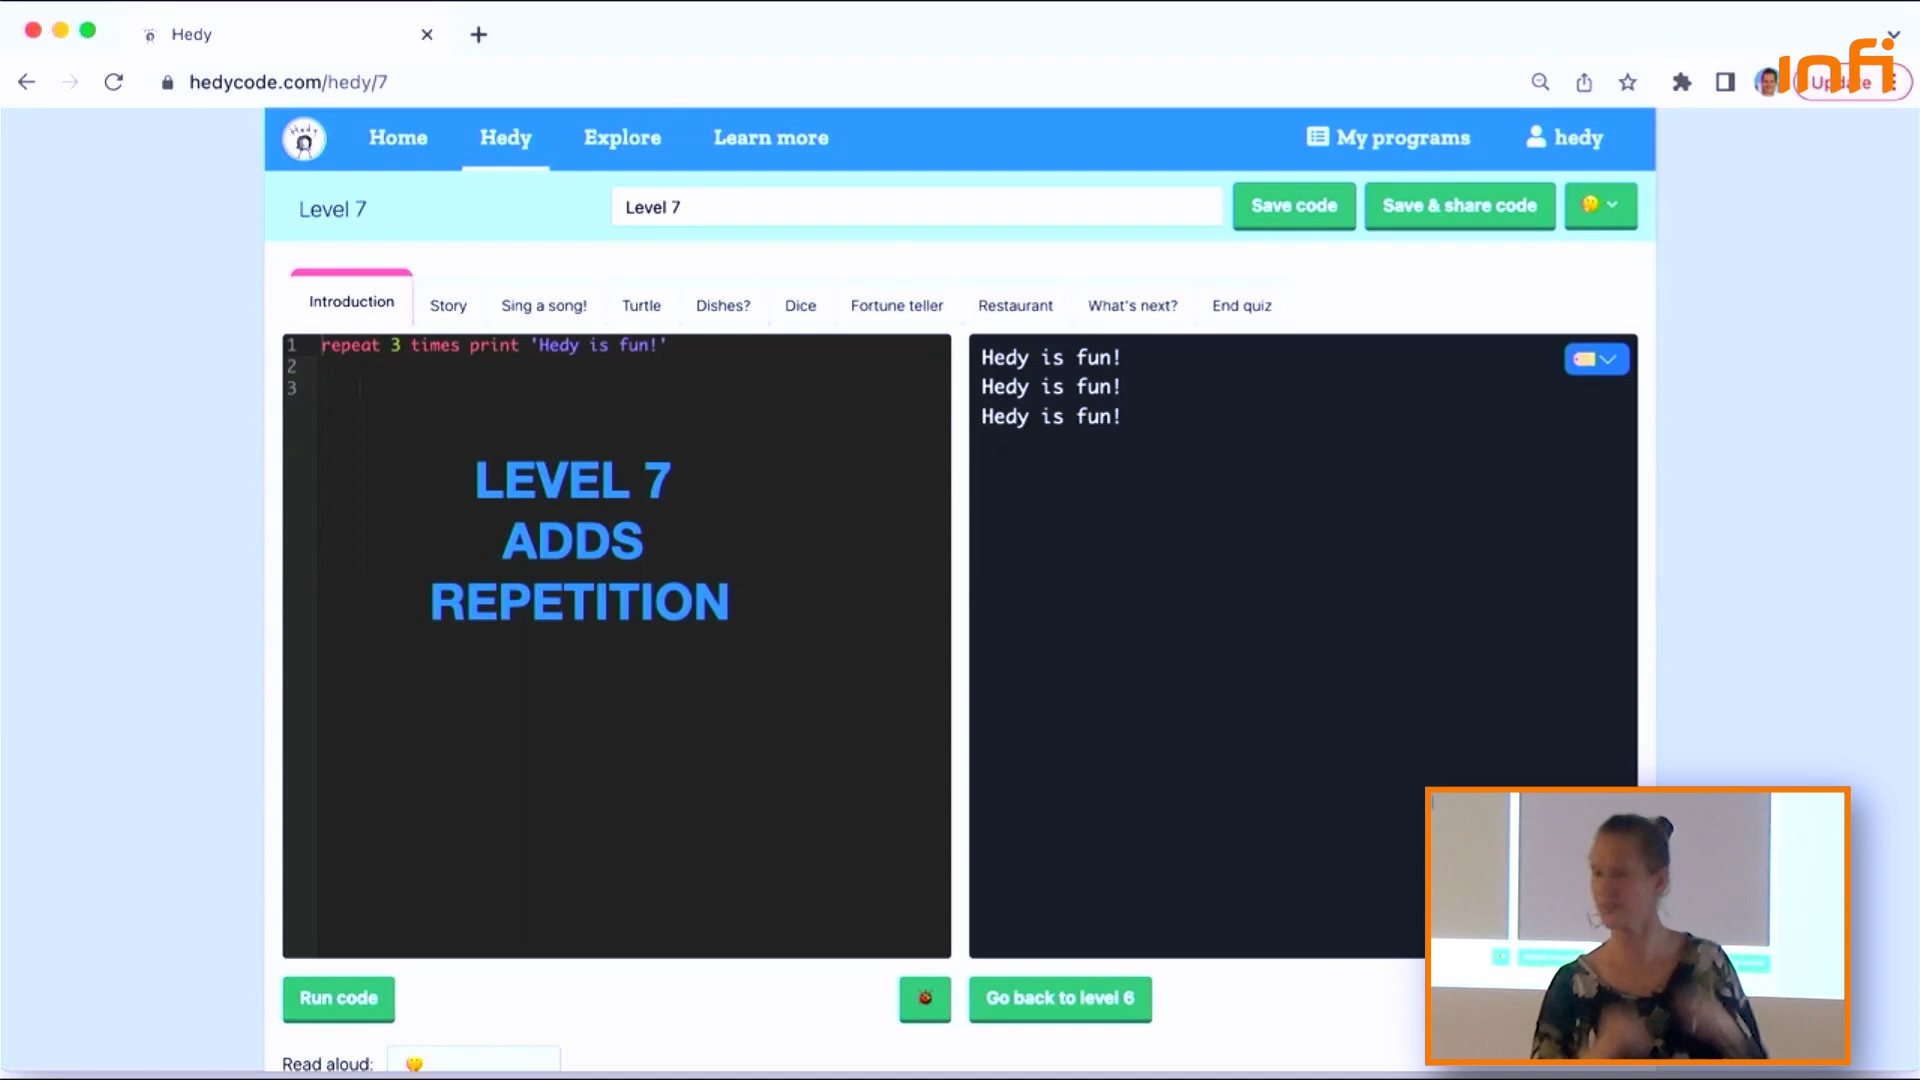 Hedy
infi
hedycode.com/hedy/7
Home Hedy Explore Learn more My programs hedy
Level 7 Level 7 Save code Save & share code
Introduction Story Sing a song! Turtle Dishes? Dice Fortune teller Restaurant What's next? End quiz
1 repeat 3 times print 'Hedy is fun!'
2
3
Hedy is fun!
Hedy is fun!
Hedy is fun!
LEVEL 7
ADDS
REPETITION
Run code Go back to level 6
Read aloud: